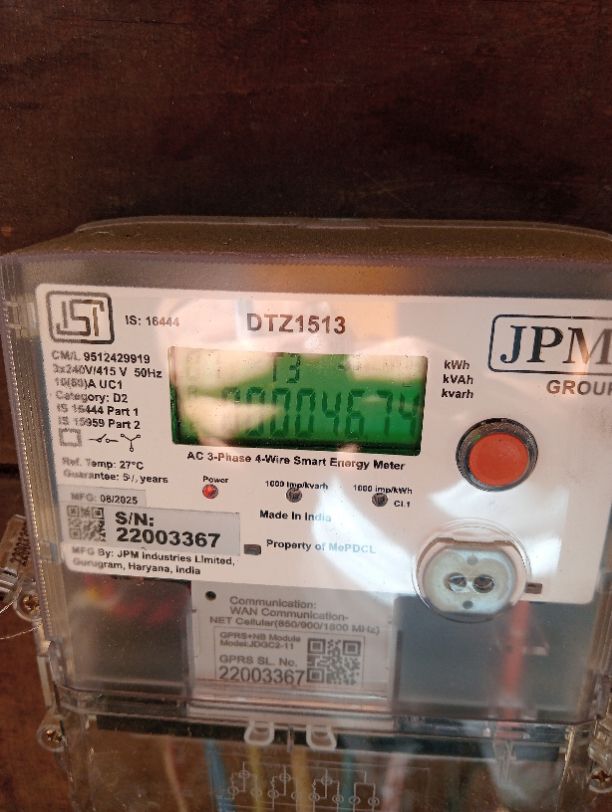 ISI
IS: 16444
DTZ1513
JPM
GROUP
CM/L 9512429919
3x240V/415 V 50Hz
10(60)A UC1
Category: D2
IS 16444 Part 1
IS 15959 Part 2
13
00004674
kWh
kVAh
kvarh
AC 3-Phase 4-Wire Smart Energy Meter
Ref. Temp: 27°C
Guarantee: 5½ years
Power
1000 imp/kvarh
1000 imp/kWh
Cl.1
MFG: 08/2025
S/N:
22003367
Made In India
Property of MePDCL
MFG By: JPM Industries Limited,
Gurugram, Haryana, India
Communication:
WAN Communication-
NET Cellular(850/900/1800 MHz)
GPRS+NB Module
Model:JDGC2-11
GPRS SL. No.
22003367